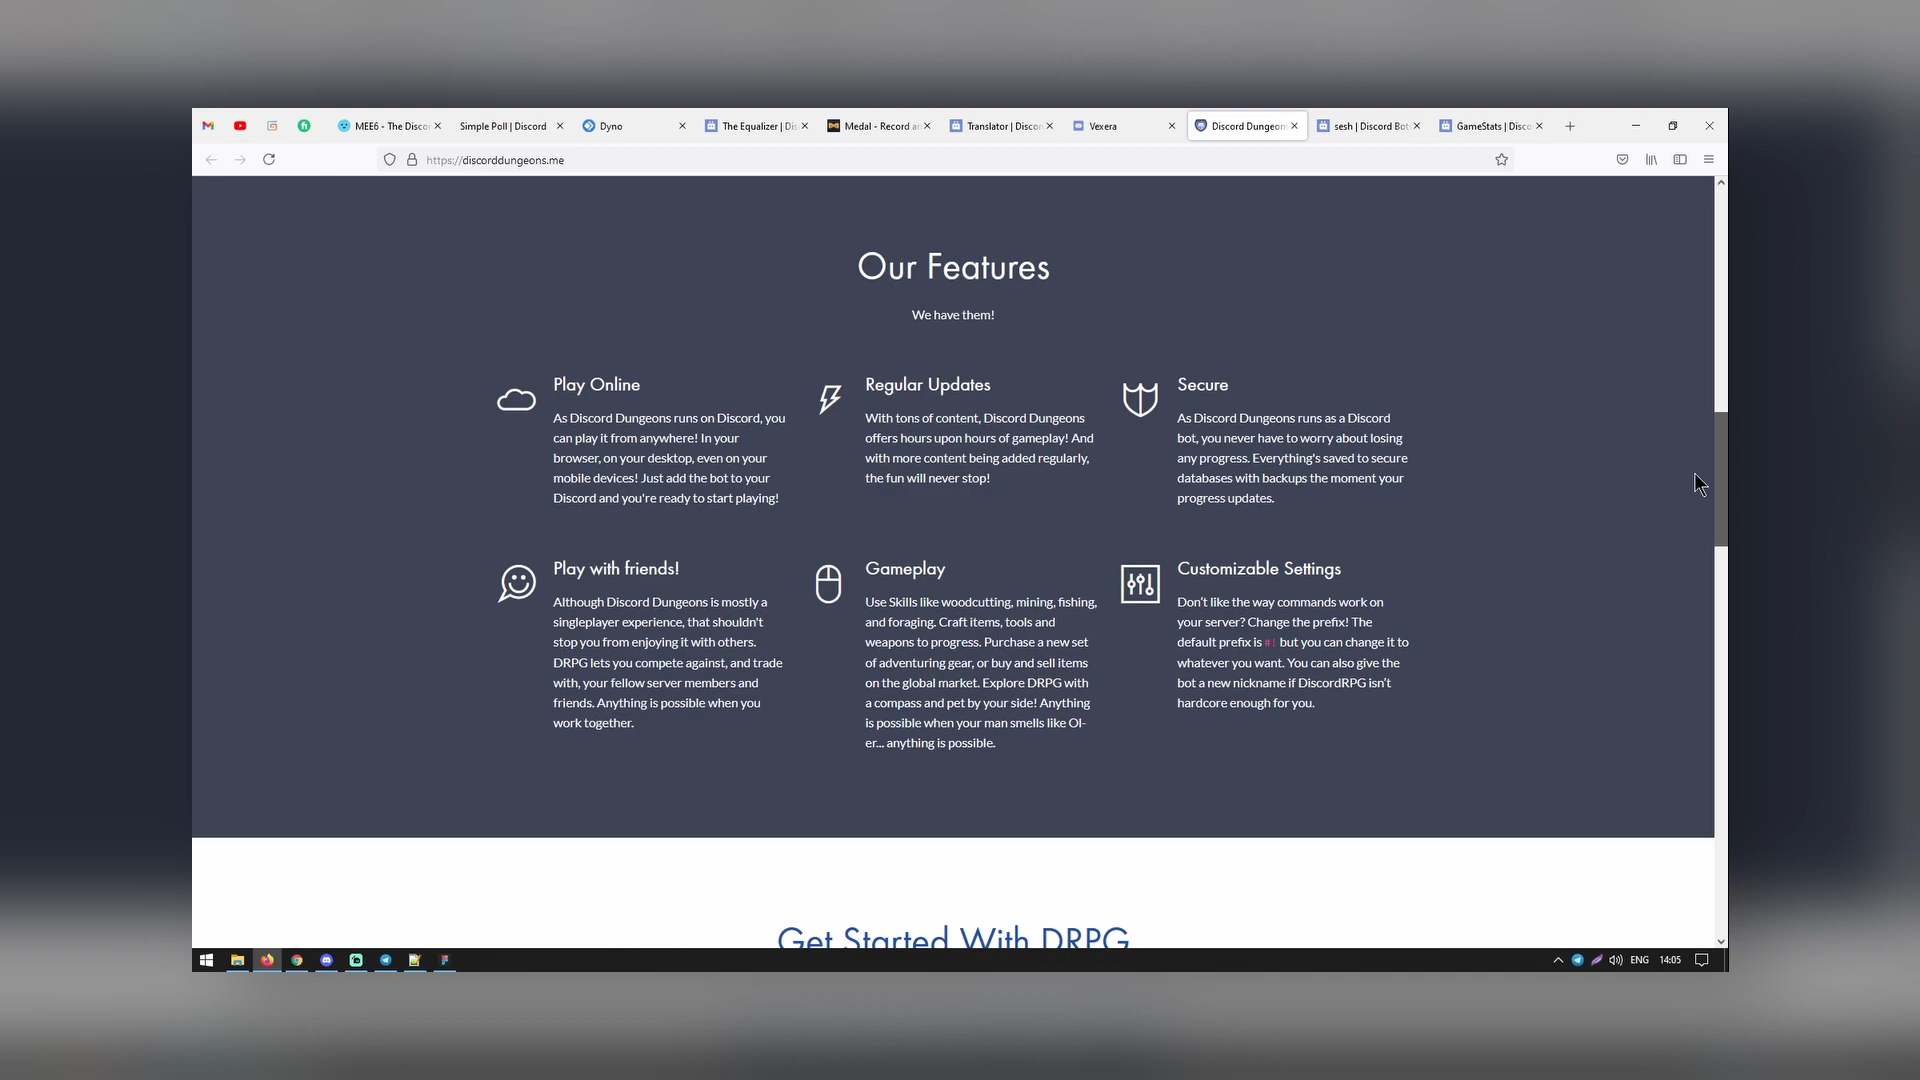 MEE6 - The Discor
Simple Poll | Discord
Dyno
The Equalizer | Dis
Medal - Record an
Translator | Discor
Vexera
Discord Dungeons
sesh | Discord Bot
GameStats | Disco
https://discorddungeons.me
Our Features
We have them!
Play Online
As Discord Dungeons runs on Discord, you
can play it from anywhere! In your
browser, on your desktop, even on your
mobile devices! Just add the bot to your
Discord and you're ready to start playing!
Regular Updates
With tons of content, Discord Dungeons
offers hours upon hours of gameplay! And
with more content being added regularly,
the fun will never stop!
Secure
As Discord Dungeons runs as a Discord
bot, you never have to worry about losing
any progress. Everything's saved to secure
databases with backups the moment your
progress updates.
Play with friends!
Although Discord Dungeons is mostly a
singleplayer experience, that shouldn't
stop you from enjoying it with others.
DRPG lets you compete against, and trade
with, your fellow server members and
friends. Anything is possible when you
work together.
Gameplay
Use Skills like woodcutting, mining, fishing,
and foraging. Craft items, tools and
weapons to progress. Purchase a new set
of adventuring gear, or buy and sell items
on the global market. Explore DRPG with
a compass and pet by your side! Anything
is possible when your man smells like Ol-
er... anything is possible.
Customizable Settings
Don't like the way commands work on
your server? Change the prefix! The
default prefix is #! but you can change it to
whatever you want. You can also give the
bot a new nickname if DiscordRPG isn't
hardcore enough for you.
Get Started With DRPG
ENG
14:05